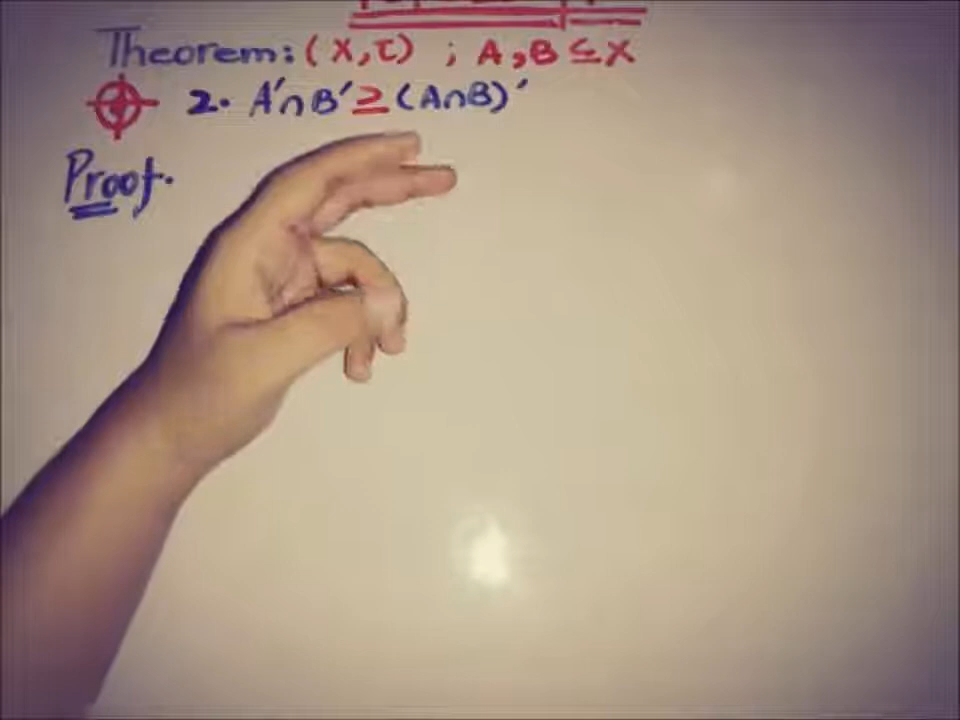 Theorem: (X,τ) ; A,B ⊆ X
2. A'∩B' ⊇ (A∩B)'
Proof.